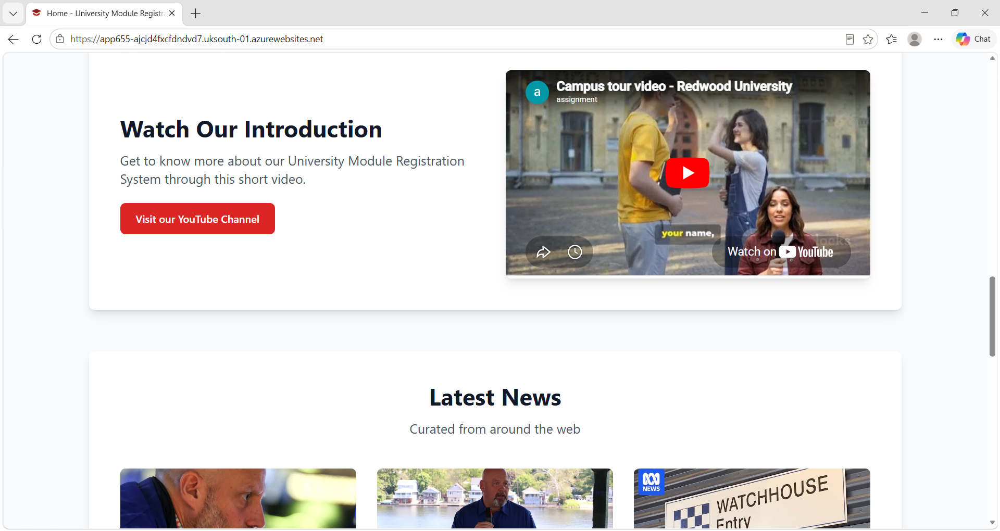 Home - University Module Registra
https://app655-ajcjd4fxcfdndvd7.uksouth-01.azurewebsites.net
Chat
a
Campus tour video - Redwood University
assignment
Watch Our Introduction
Get to know more about our University Module Registration
System through this short video.
Visit our YouTube Channel
your name,
Watch on YouTube
Latest News
Curated from around the web
NEWS
WATCHHOUSE
Entry